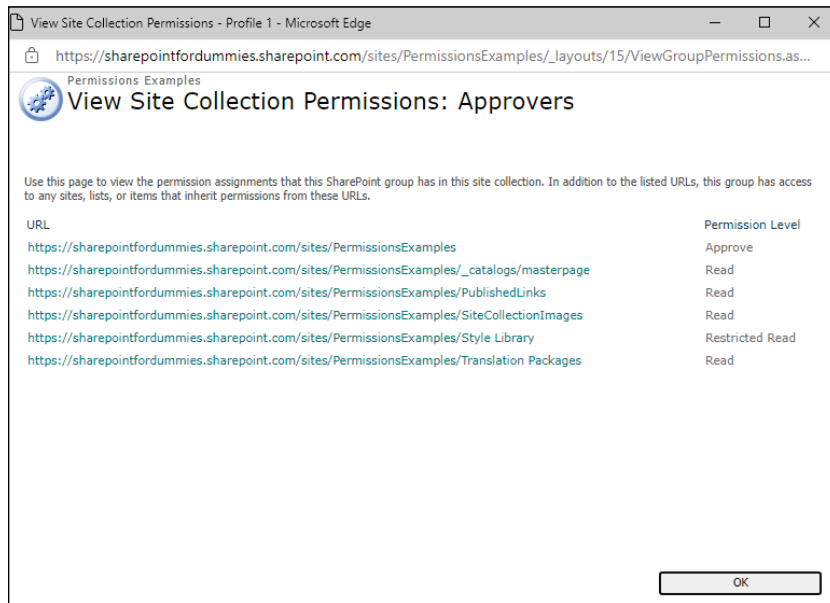 View Site Collection Permissions - Profile 1 - Microsoft Edge
https://sharepointfordummies.sharepoint.com/sites/PermissionsExamples/_layouts/15/ViewGroupPermissions.as...
Permissions Examples
View Site Collection Permissions: Approvers
Use this page to view the permission assignments that this SharePoint group has in this site collection. In addition to the listed URLs, this group has access
to any sites, lists, or items that inherit permissions from these URLs.
URL Permission Level
https://sharepointfordummies.sharepoint.com/sites/PermissionsExamples Approve
https://sharepointfordummies.sharepoint.com/sites/PermissionsExamples/_catalogs/masterpage Read
https://sharepointfordummies.sharepoint.com/sites/PermissionsExamples/PublishedLinks Read
https://sharepointfordummies.sharepoint.com/sites/PermissionsExamples/SiteCollectionImages Read
https://sharepointfordummies.sharepoint.com/sites/PermissionsExamples/Style Library Restricted Read
https://sharepointfordummies.sharepoint.com/sites/PermissionsExamples/Translation Packages Read
OK